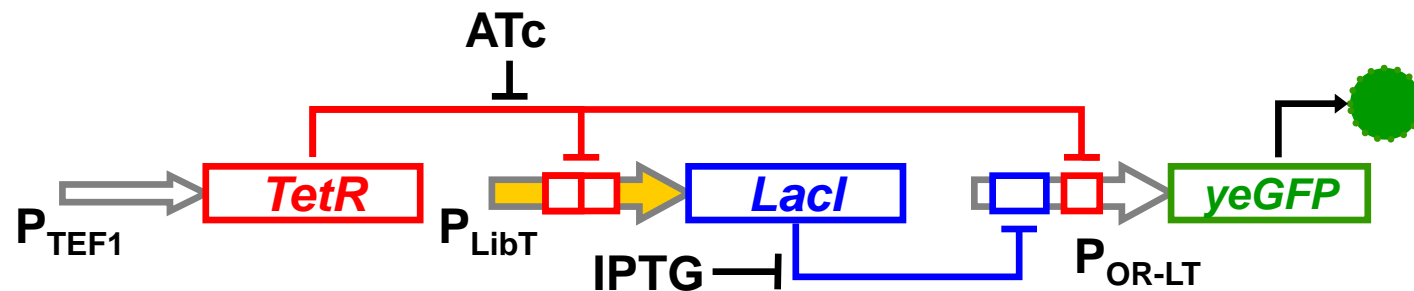 ATc
TetR
LacI
yeGFP
PTEF1
PLibT
IPTG
POR-LT